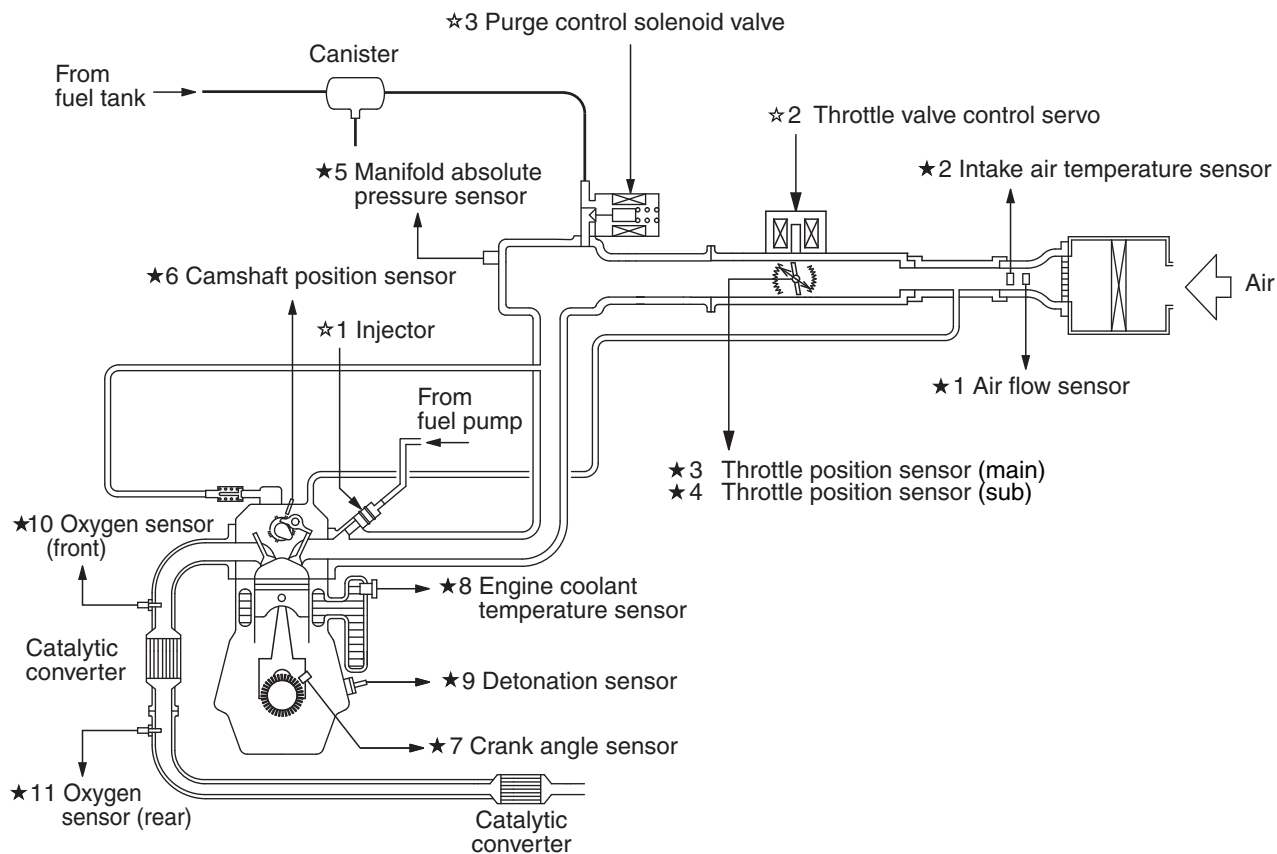 ☆3 Purge control solenoid valve
Canister
From
fuel tank
☆2 Throttle valve control servo
★5 Manifold absolute
pressure sensor
★2 Intake air temperature sensor
★6 Camshaft position sensor
Air
☆1 Injector
★1 Air flow sensor
From
fuel pump
★3 Throttle position sensor (main)
★4 Throttle position sensor (sub)
★10 Oxygen sensor
(front)
★8 Engine coolant
temperature sensor
Catalytic
converter
★9 Detonation sensor
★7 Crank angle sensor
★11 Oxygen
sensor (rear)
Catalytic
converter